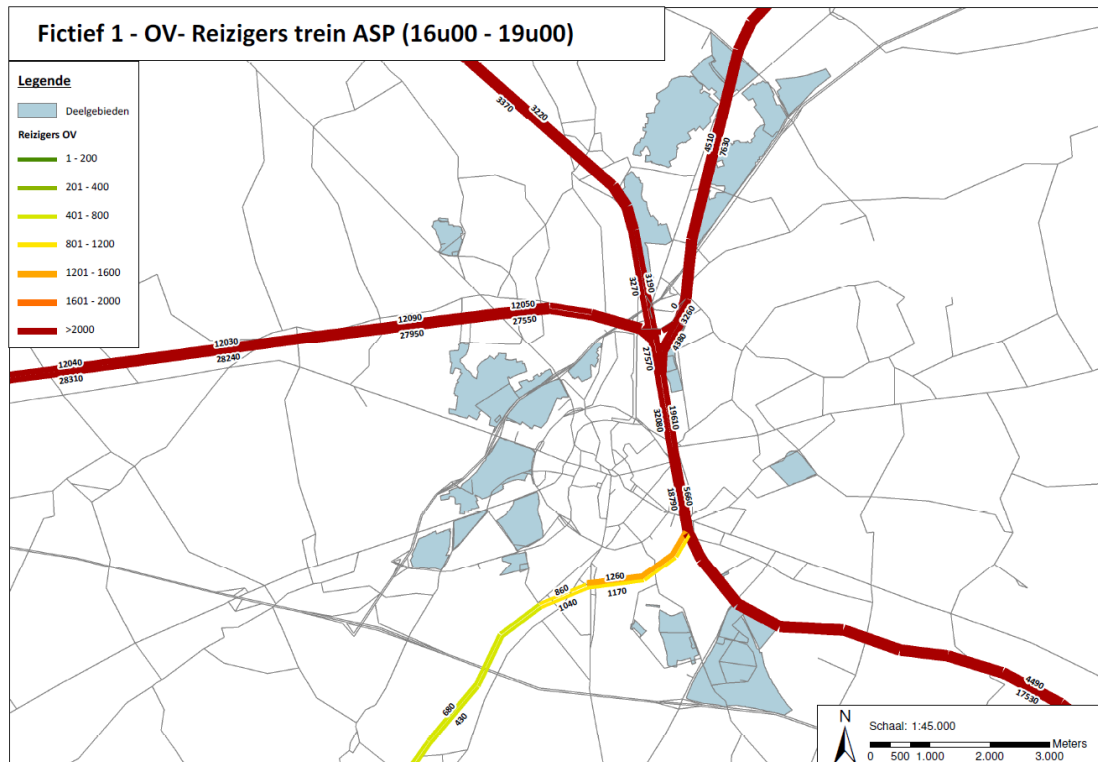 Fictief 1 - OV- Reizigers trein ASP (16u00 - 19u00)
Legende
Deelgebieden
Reizigers OV
1 - 200
201 - 400
401 - 800
801 - 1200
1201 - 1600
1601 - 2000
>2000
3370
3220
4510
7630
3270
3190
0
3260
4380
12050
27550
12090
27950
12030
28240
12040
28310
27570
32080
19610
18790
5660
1260
1170
860
1040
680
430
4490
17530
N
Schaal: 1:45.000
Meters
0 500 1.000 2.000 3.000